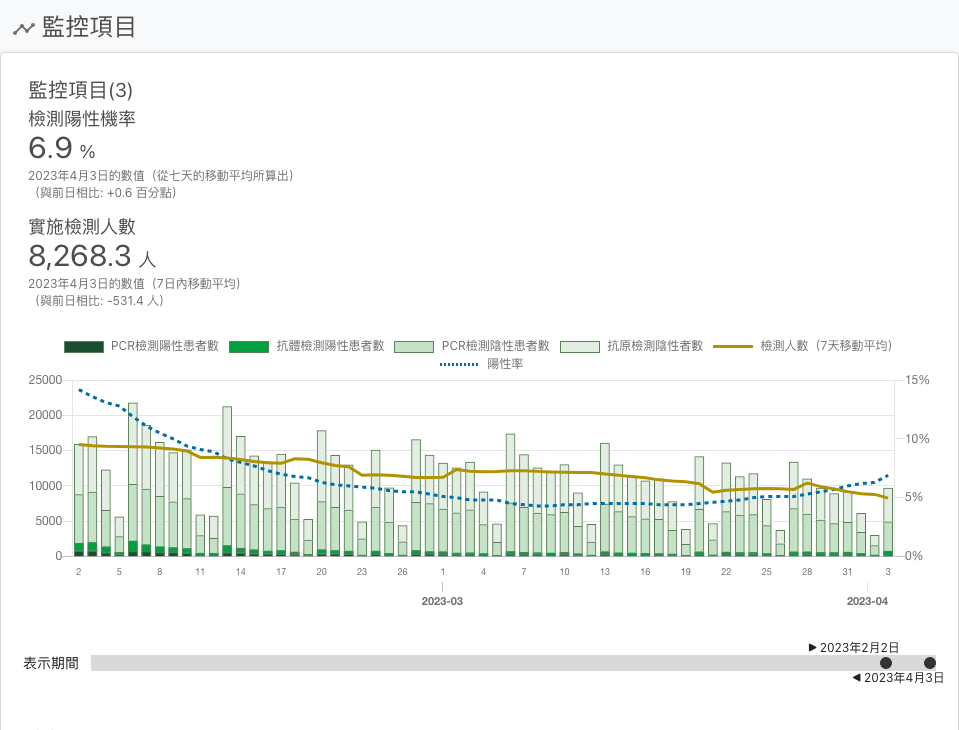 監控項目
監控項目(3)
檢測陽性機率
6.9 %
2023年4月3日的數值（從七天的移動平均所算出）
（與前日相比: +0.6 百分點）
實施檢測人數
8,268.3 人
2023年4月3日的數值（7日內移動平均）
（與前日相比: -531.4 人）
PCR檢測陽性患者數 抗體檢測陽性患者數 PCR檢測陰性患者數 抗原檢測陰性者數 檢測人數（7天移動平均）
陽性率
25000 15%
20000
15000 10%
10000 5%
5000
0 0%
2 5 8 11 14 17 20 23 26 1 4 7 10 13 16 19 22 25 28 31 3
2023-03 2023-04
▶ 2023年2月2日
表示期間
◀ 2023年4月3日